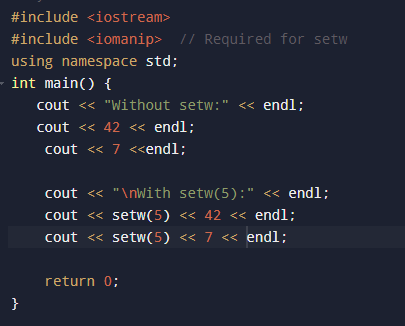 #include <iostream>
#include <iomanip>  // Required for setw
using namespace std;
int main() {
   cout << "Without setw:" << endl;
   cout << 42 << endl;
    cout << 7 <<endl;

    cout << "\nWith setw(5):" << endl;
    cout << setw(5) << 42 << endl;
    cout << setw(5) << 7 << endl;

    return 0;
}